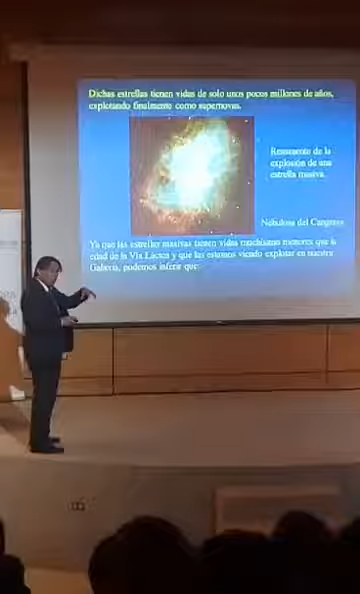 Dichas estrellas tienen vidas de solo unos pocos millones de años,
explotando finalmente como supernovas.
Remanente de la
explosión de una
estrella masiva.
Nebulosa del Cangrejo
Ya que las estrellas masivas tienen vidas muchísimo menores que la
edad de la Vía Láctea y que las estamos viendo explotar en nuestra
Galaxia, podemos inferir que: